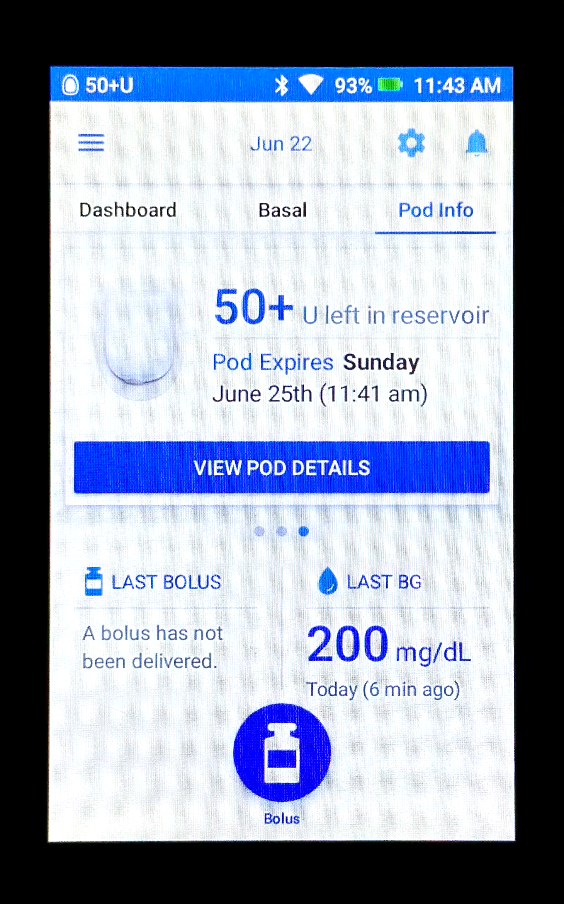 50+U 93% 11:43 AM
Jun 22
Dashboard Basal Pod Info
50+ U left in reservoir
Pod Expires Sunday
June 25th (11:41 am)
VIEW POD DETAILS
LAST BOLUS
A bolus has not
been delivered.
LAST BG
200 mg/dL
Today (6 min ago)
Bolus